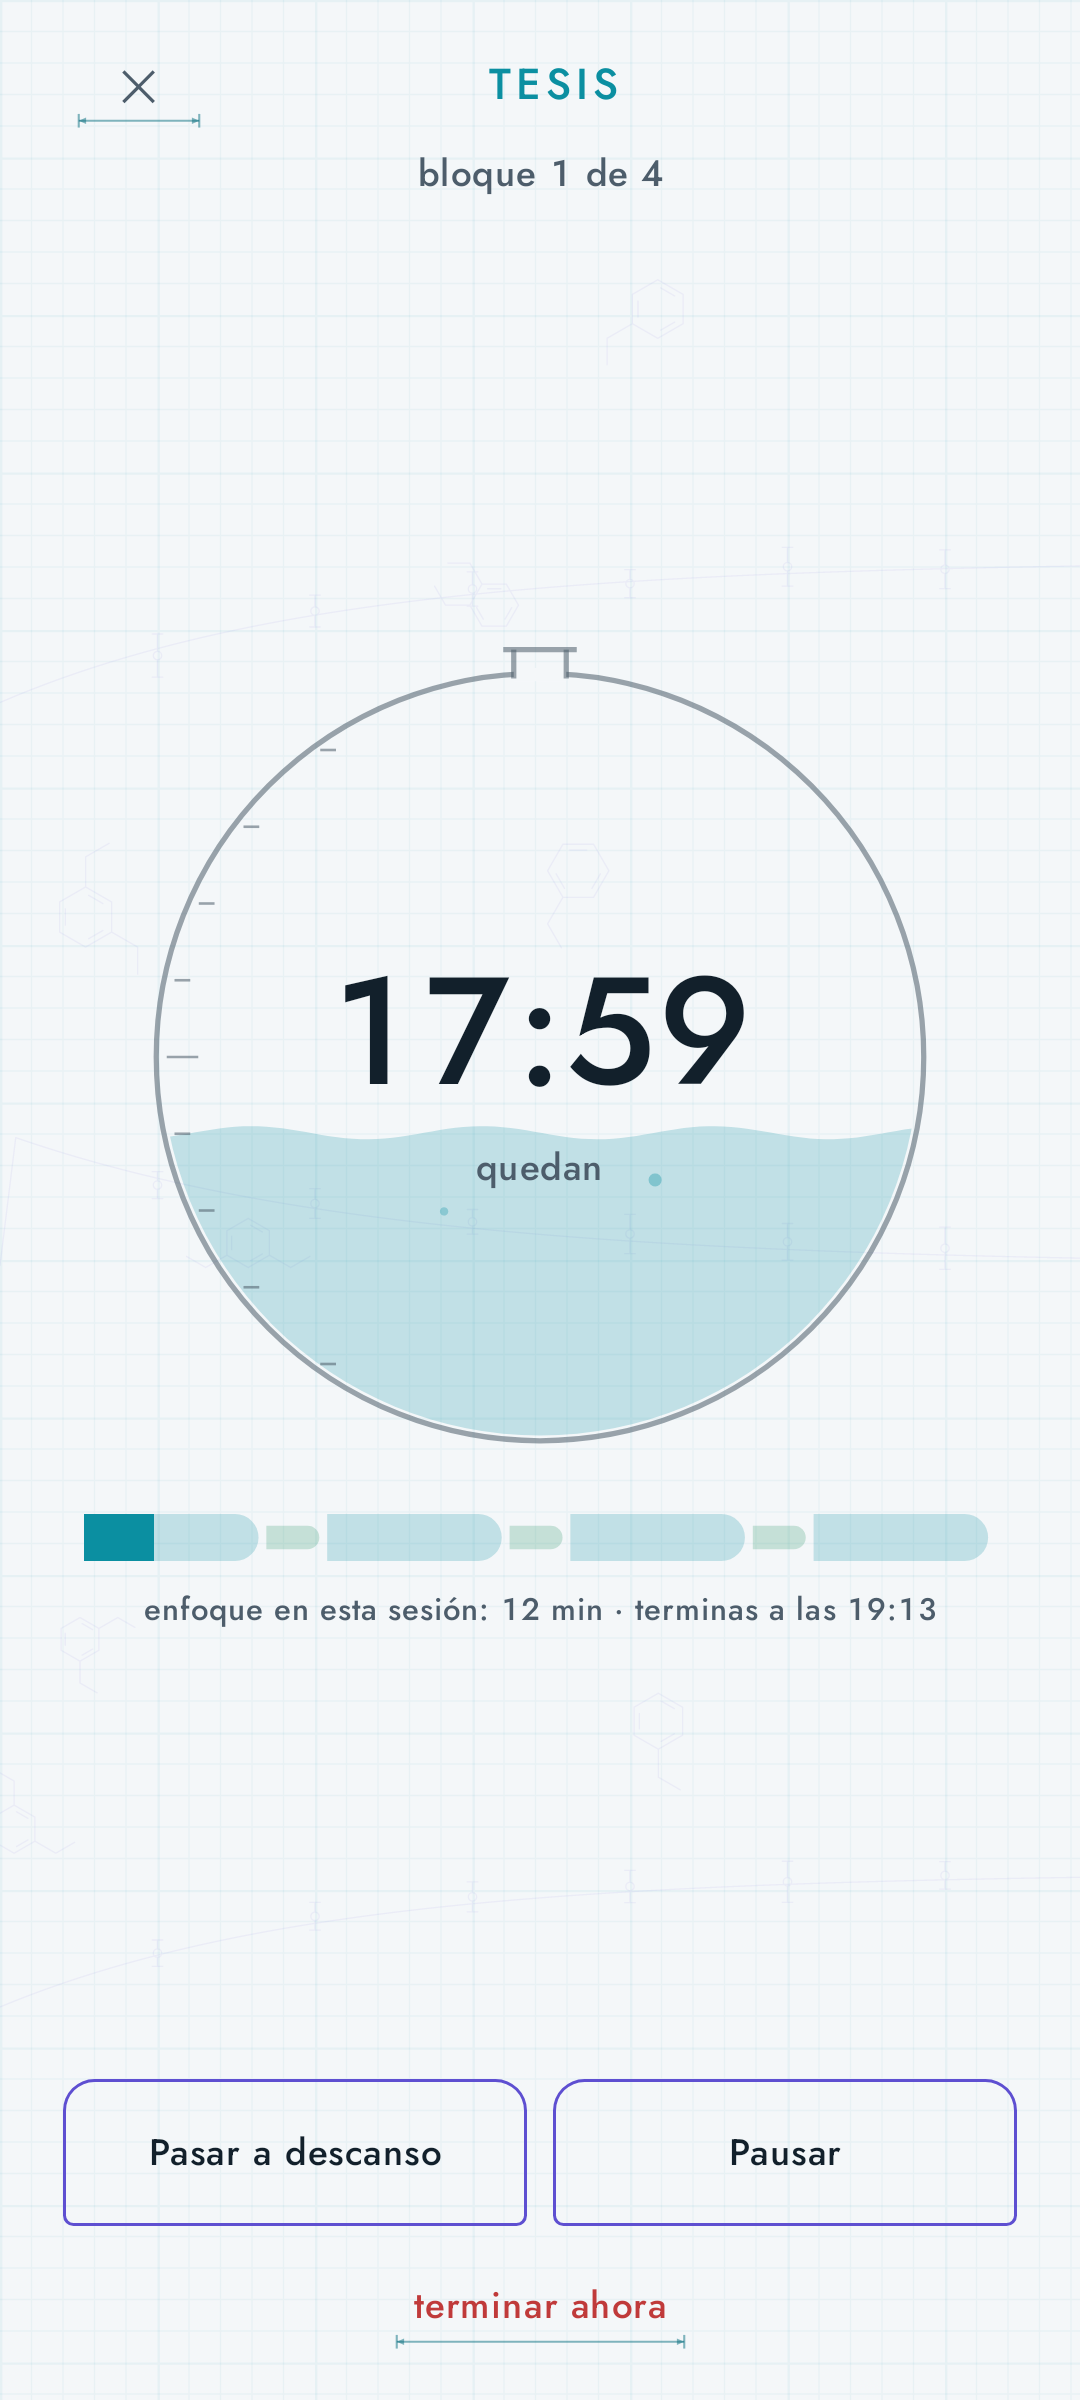 TESIS
bloque 1 de 4
17:59
quedan
enfoque en esta sesión: 12 min · terminas a las 19:13
Pasar a descanso
Pausar
terminar ahora